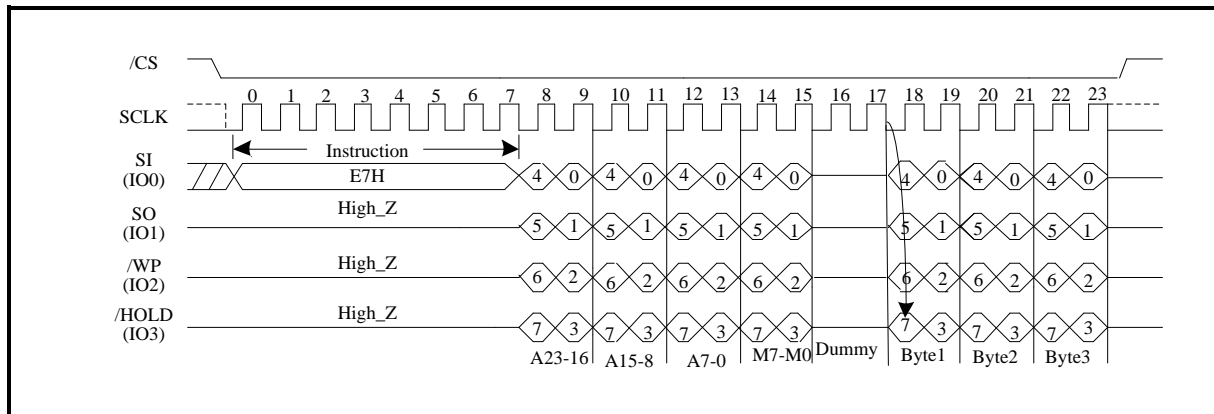 /CS
0 1 2 3 4 5 6 7 8 9 10 11 12 13 14 15 16 17 18 19 20 21 22 23
SCLK
Instruction
SI
(IO0)
E7H
4 0 4 0 4 0 4 0 4 0 4 0 4 0
SO
(IO1)
High_Z
5 1 5 1 5 1 5 1 5 1 5 1 5 1
/WP
(IO2)
High_Z
6 2 6 2 6 2 6 2 6 2 6 2 6 2
/HOLD
(IO3)
High_Z
7 3 7 3 7 3 7 3 7 3 7 3 7 3
A23-16 A15-8 A7-0 M7-M0 Dummy Byte1 Byte2 Byte3